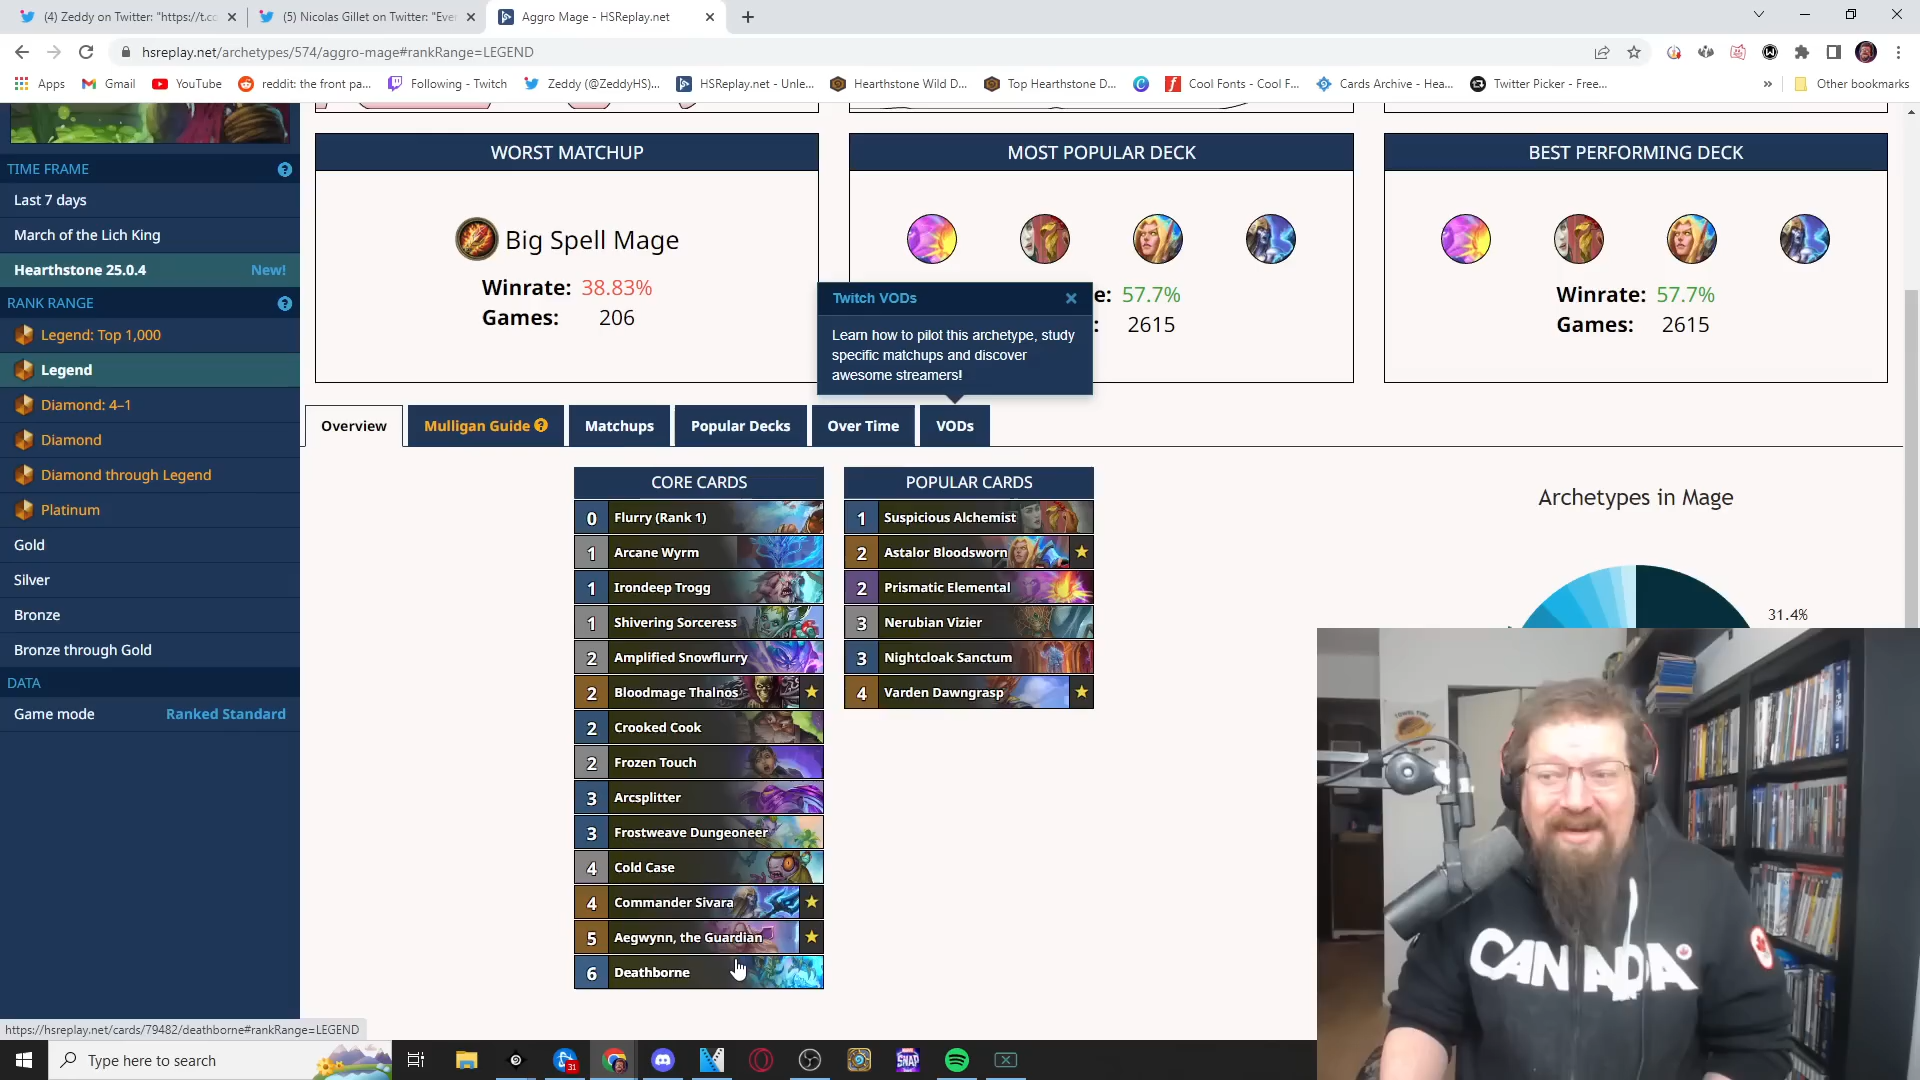 (4) Zeddy on Twitter: "https://t.co
(5) Nicolas Gillet on Twitter: "Ever
Aggro Mage - HSReplay.net
hsreplay.net/archetypes/574/aggro-mage#rankRange=LEGEND
Apps
Gmail
YouTube
reddit: the front pa...
Following - Twitch
Zeddy (@ZeddyHS)...
HSReplay.net - Unle...
Hearthstone Wild D...
Top Hearthstone D...
Cool Fonts - Cool F...
Cards Archive - Hea...
Twitter Picker - Free...
»
Other bookmarks
TIME FRAME
Last 7 days
March of the Lich King
Hearthstone 25.0.4 New!
RANK RANGE
Legend: Top 1,000
Legend
Diamond: 4–1
Diamond
Diamond through Legend
Platinum
Gold
Silver
Bronze
Bronze through Gold
DATA
Game mode Ranked Standard
WORST MATCHUP
Big Spell Mage
Winrate: 38.83%
Games: 206
MOST POPULAR DECK
e: 57.7%
: 2615
BEST PERFORMING DECK
Winrate: 57.7%
Games: 2615
Twitch VODs
Learn how to pilot this archetype, study
specific matchups and discover
awesome streamers!
Overview
Mulligan Guide
Matchups
Popular Decks
Over Time
VODs
CORE CARDS
0 Flurry (Rank 1)
1 Arcane Wyrm
1 Irondeep Trogg
1 Shivering Sorceress
2 Amplified Snowflurry
2 Bloodmage Thalnos
2 Crooked Cook
2 Frozen Touch
3 Arcsplitter
3 Frostweave Dungeoneer
4 Cold Case
4 Commander Sivara
5 Aegwynn, the Guardian
6 Deathborne
POPULAR CARDS
1 Suspicious Alchemist
2 Astalor Bloodsworn
2 Prismatic Elemental
3 Nerubian Vizier
3 Nightcloak Sanctum
4 Varden Dawngrasp
Archetypes in Mage
31.4%
CANADA
https://hsreplay.net/cards/79482/deathborne#rankRange=LEGEND
Type here to search
31
SNAP